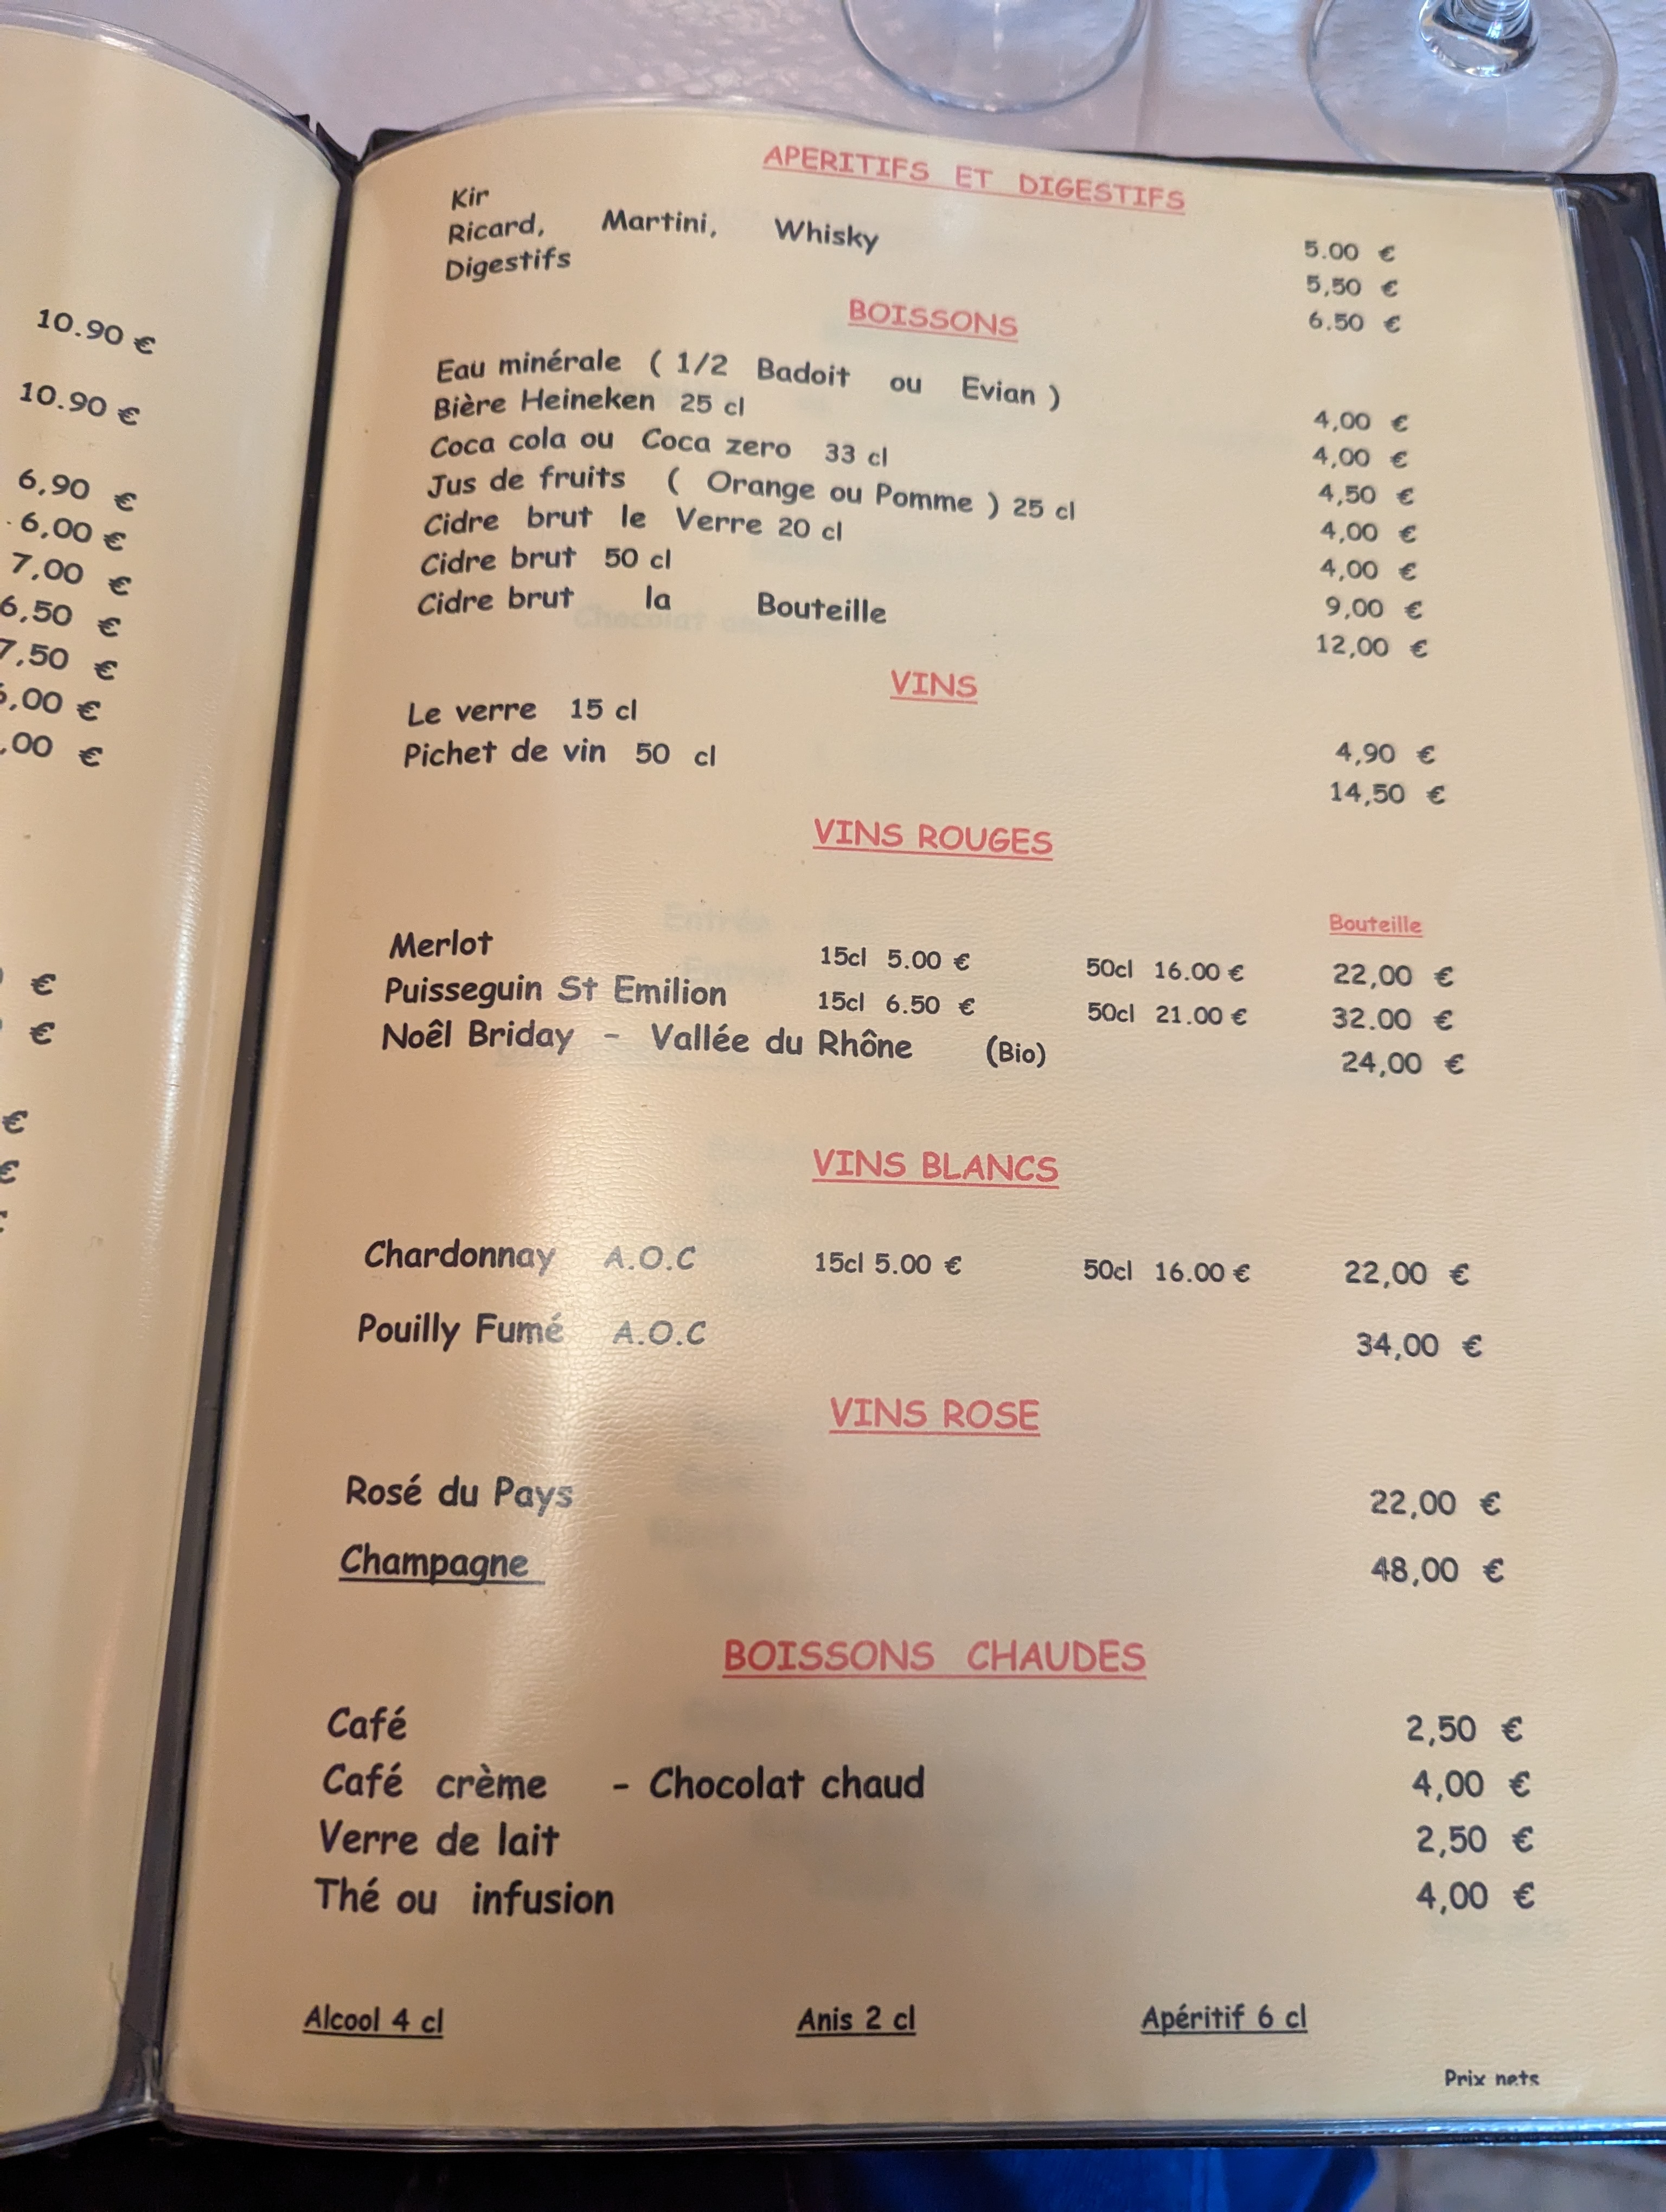 10.90 €
10.90 €
6,90 €
6,00 €
7,00 €
6,50 €
7,50 €
,00 €
,00 €
€
€
€
€
APERITIFS ET DIGESTIFS
Kir 5.00 €
Ricard, Martini, Whisky 5,50 €
Digestifs 6.50 €
BOISSONS
Eau minérale ( 1/2 Badoit ou Evian ) 4,00 €
Bière Heineken 25 cl 4,00 €
Coca cola ou Coca zero 33 cl 4,50 €
Jus de fruits ( Orange ou Pomme ) 25 cl 4,00 €
Cidre brut le Verre 20 cl 4,00 €
Cidre brut 50 cl 9,00 €
Cidre brut la Bouteille 12,00 €
VINS
Le verre 15 cl 4,90 €
Pichet de vin 50 cl 14,50 €
VINS ROUGES
Bouteille
Merlot 15cl 5.00 € 50cl 16.00 € 22,00 €
Puisseguin St Emilion 15cl 6.50 € 50cl 21.00 € 32.00 €
Noêl Briday - Vallée du Rhône (Bio) 24,00 €
VINS BLANCS
Chardonnay A.O.C 15cl 5.00 € 50cl 16.00 € 22,00 €
Pouilly Fumé A.O.C 34,00 €
VINS ROSE
Rosé du Pays 22,00 €
Champagne 48,00 €
BOISSONS CHAUDES
Café 2,50 €
Café crème - Chocolat chaud 4,00 €
Verre de lait 2,50 €
Thé ou infusion 4,00 €
Alcool 4 cl Anis 2 cl Apéritif 6 cl
Prix nets